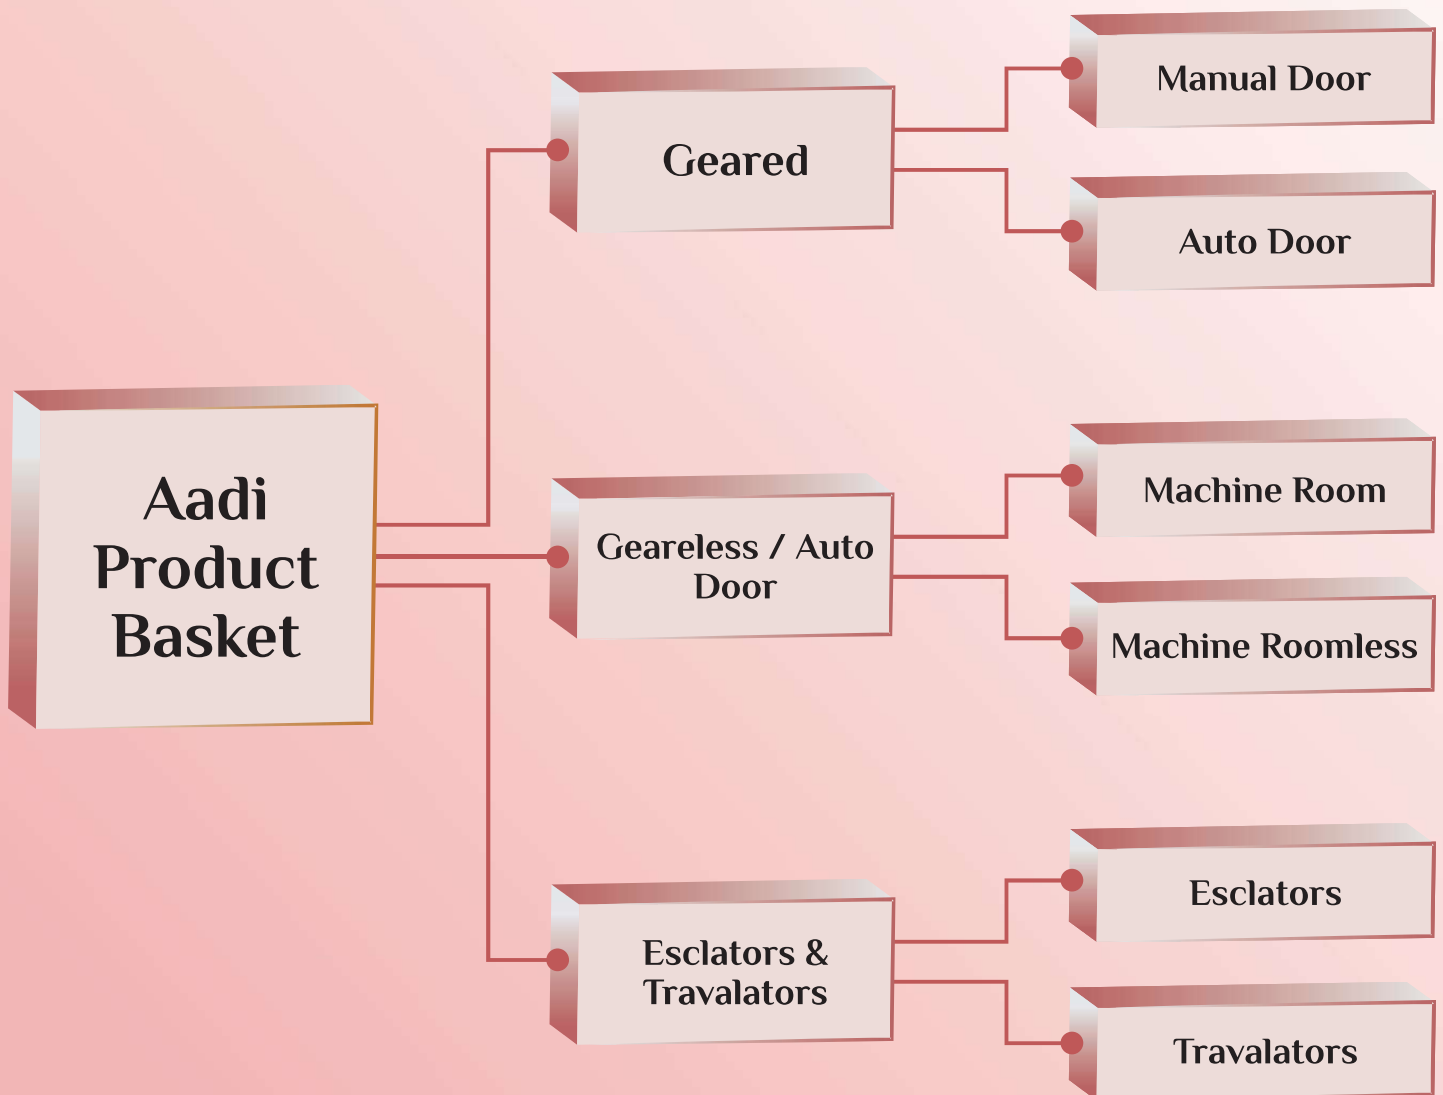 Aadi
Product
Basket
Geared
Manual Door
Auto Door
Geareless / Auto
Door
Machine Room
Machine Roomless
Esclators &
Travalators
Esclators
Travalators